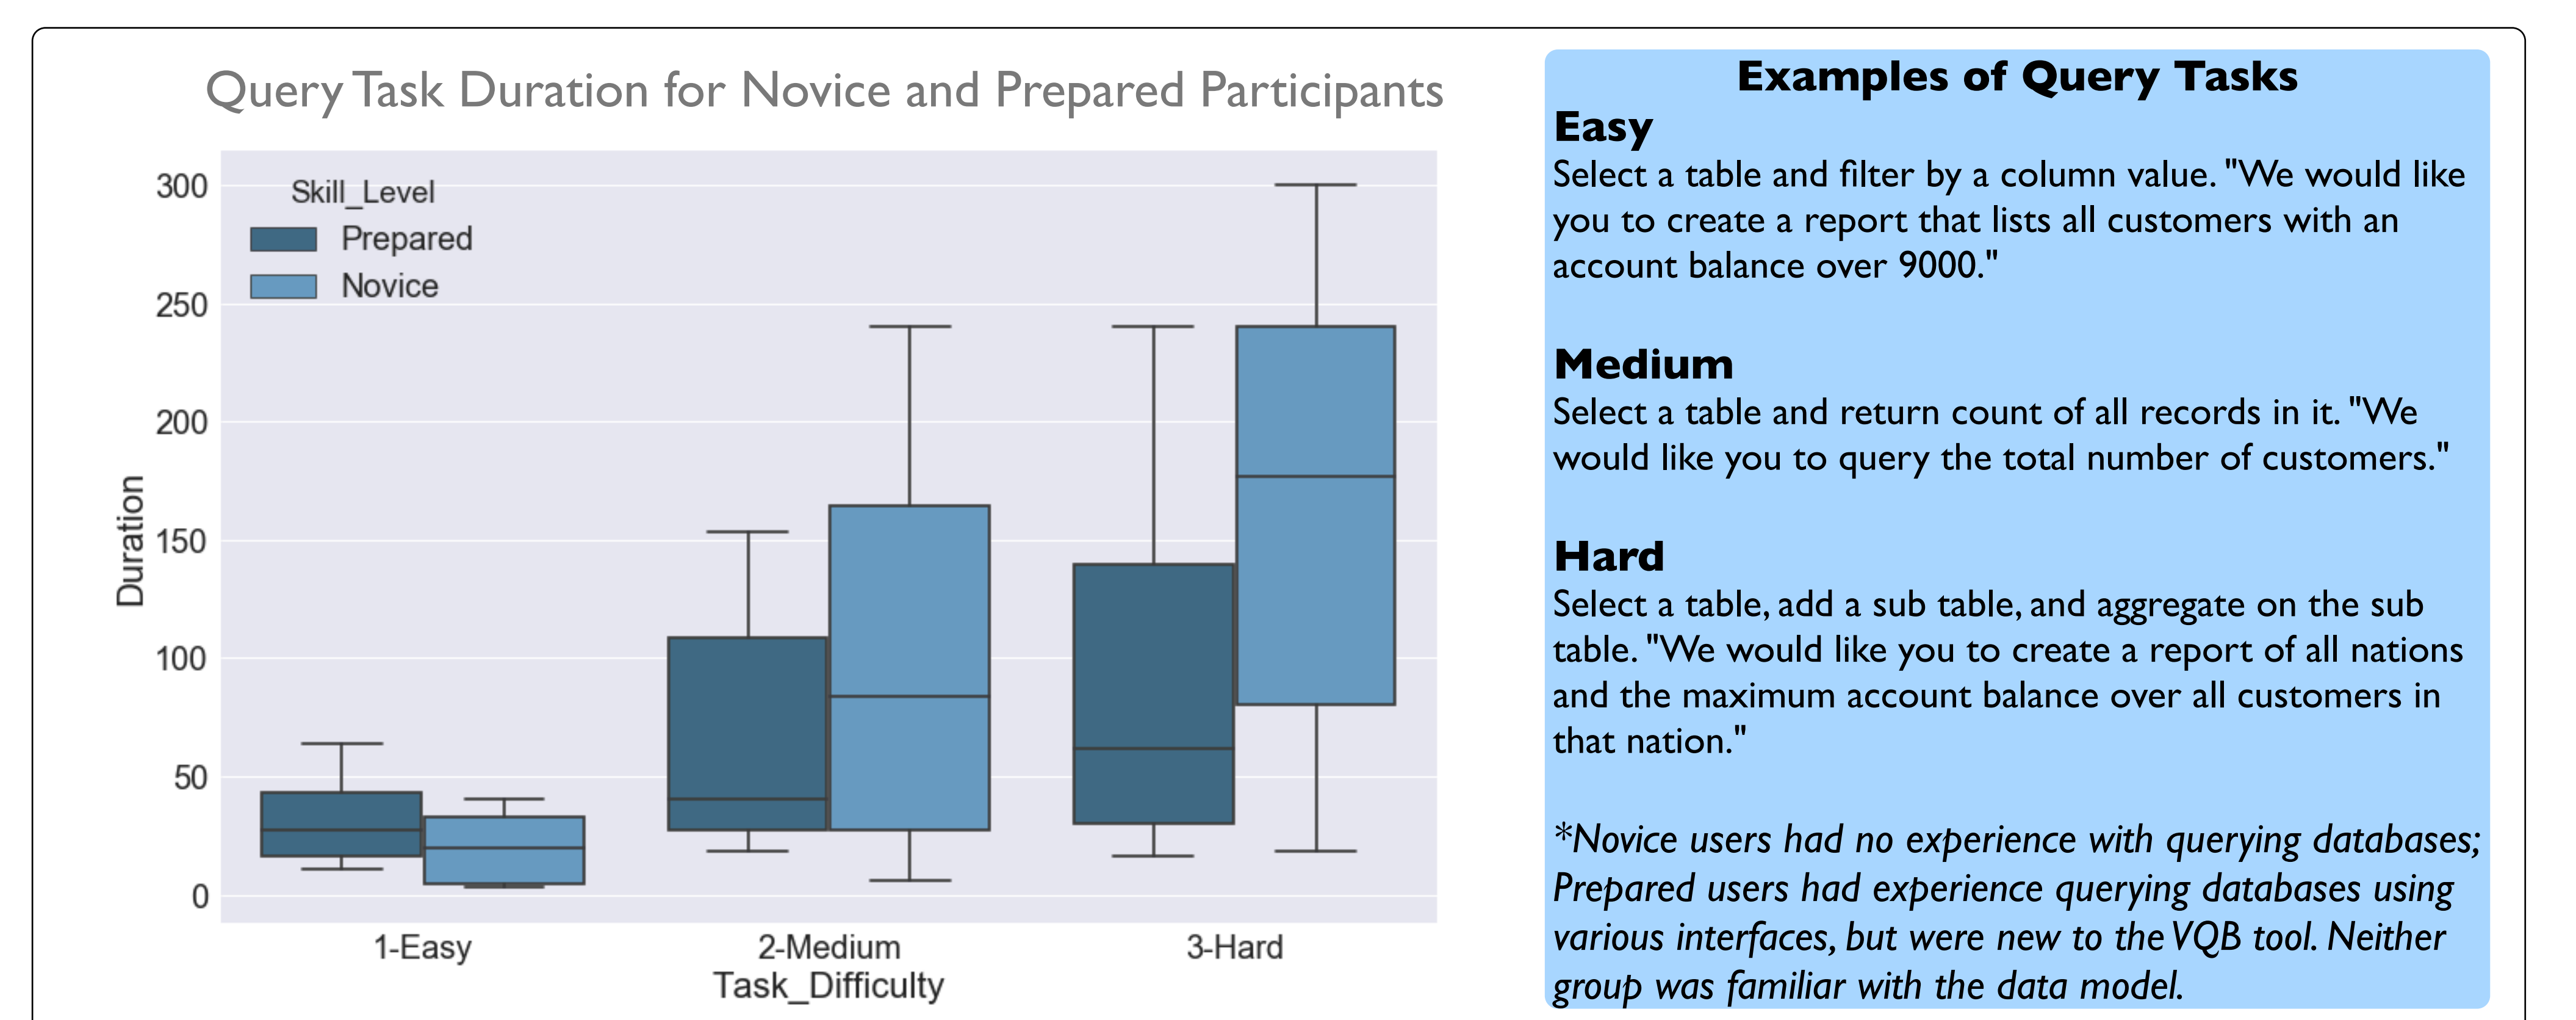 Query Task Duration for Novice and Prepared Participants
300
250
200
150
100
50
0
Duration
Skill_Level
Prepared
Novice
1-Easy
2-Medium
3-Hard
Task_Difficulty
Examples of Query Tasks
Easy
Select a table and filter by a column value. "We would like
you to create a report that lists all customers with an
account balance over 9000."
Medium
Select a table and return count of all records in it. "We
would like you to query the total number of customers."
Hard
Select a table, add a sub table, and aggregate on the sub
table. "We would like you to create a report of all nations
and the maximum account balance over all customers in
that nation."
*Novice users had no experience with querying databases;
Prepared users had experience querying databases using
various interfaces, but were new to the VQB tool. Neither
group was familiar with the data model.